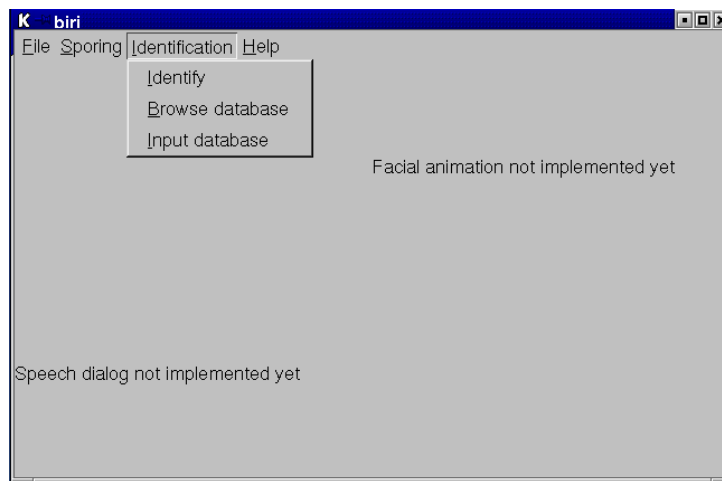 K biri
File Sporing Identification Help
Identify
Browse database
Input database
Facial animation not implemented yet
Speech dialog not implemented yet